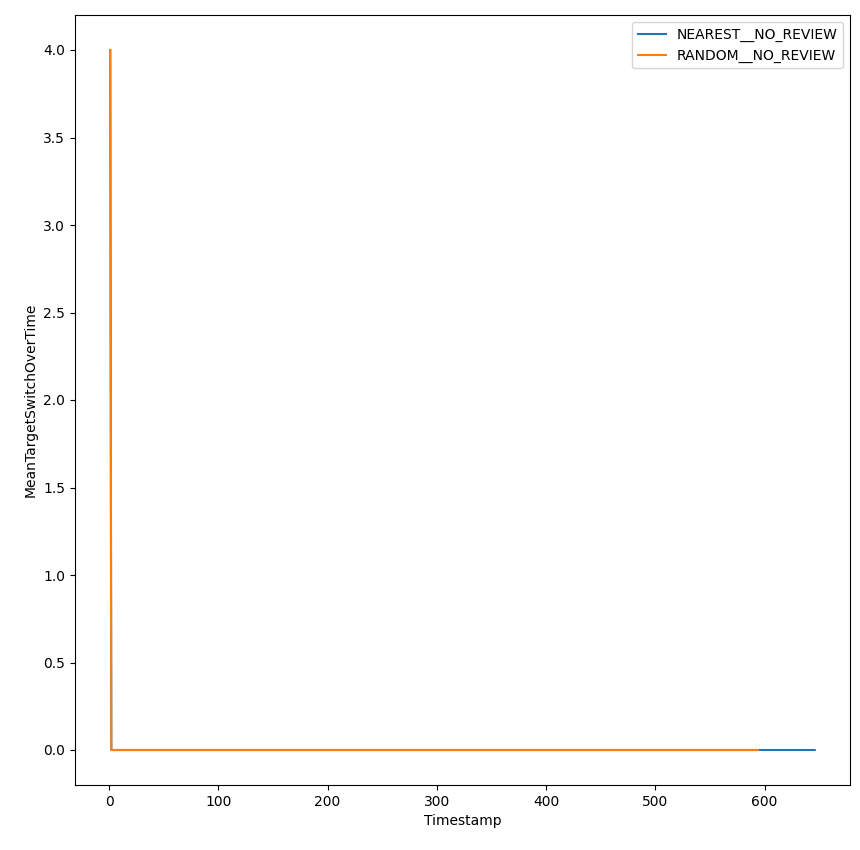 NEAREST__NO_REVIEW
RANDOM__NO_REVIEW
4.0
3.5
3.0
2.5
2.0
1.5
1.0
0.5
0.0
MeanTargetSwitchOverTime
0 100 200 300 400 500 600
Timestamp